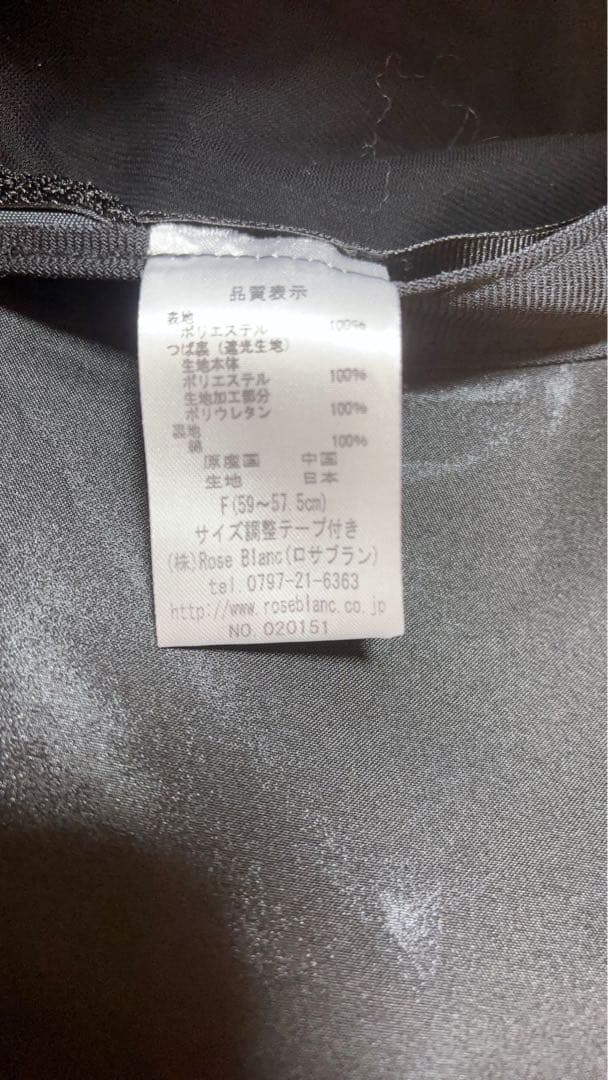 品質表示
表地
ポリエステル 100%
つば裏（遮光生地）
生地本体
ポリエステル 100%
生地加工部分
ポリウレタン 100%
裏地
綿 100%
原産国 中国
生地 日本
F(59～57.5cm)
サイズ調整テープ付き
(株)Rose Blanc(ロサブラン)
tel.0797-21-6363
http://www.roseblanc.co.jp
NO.020151